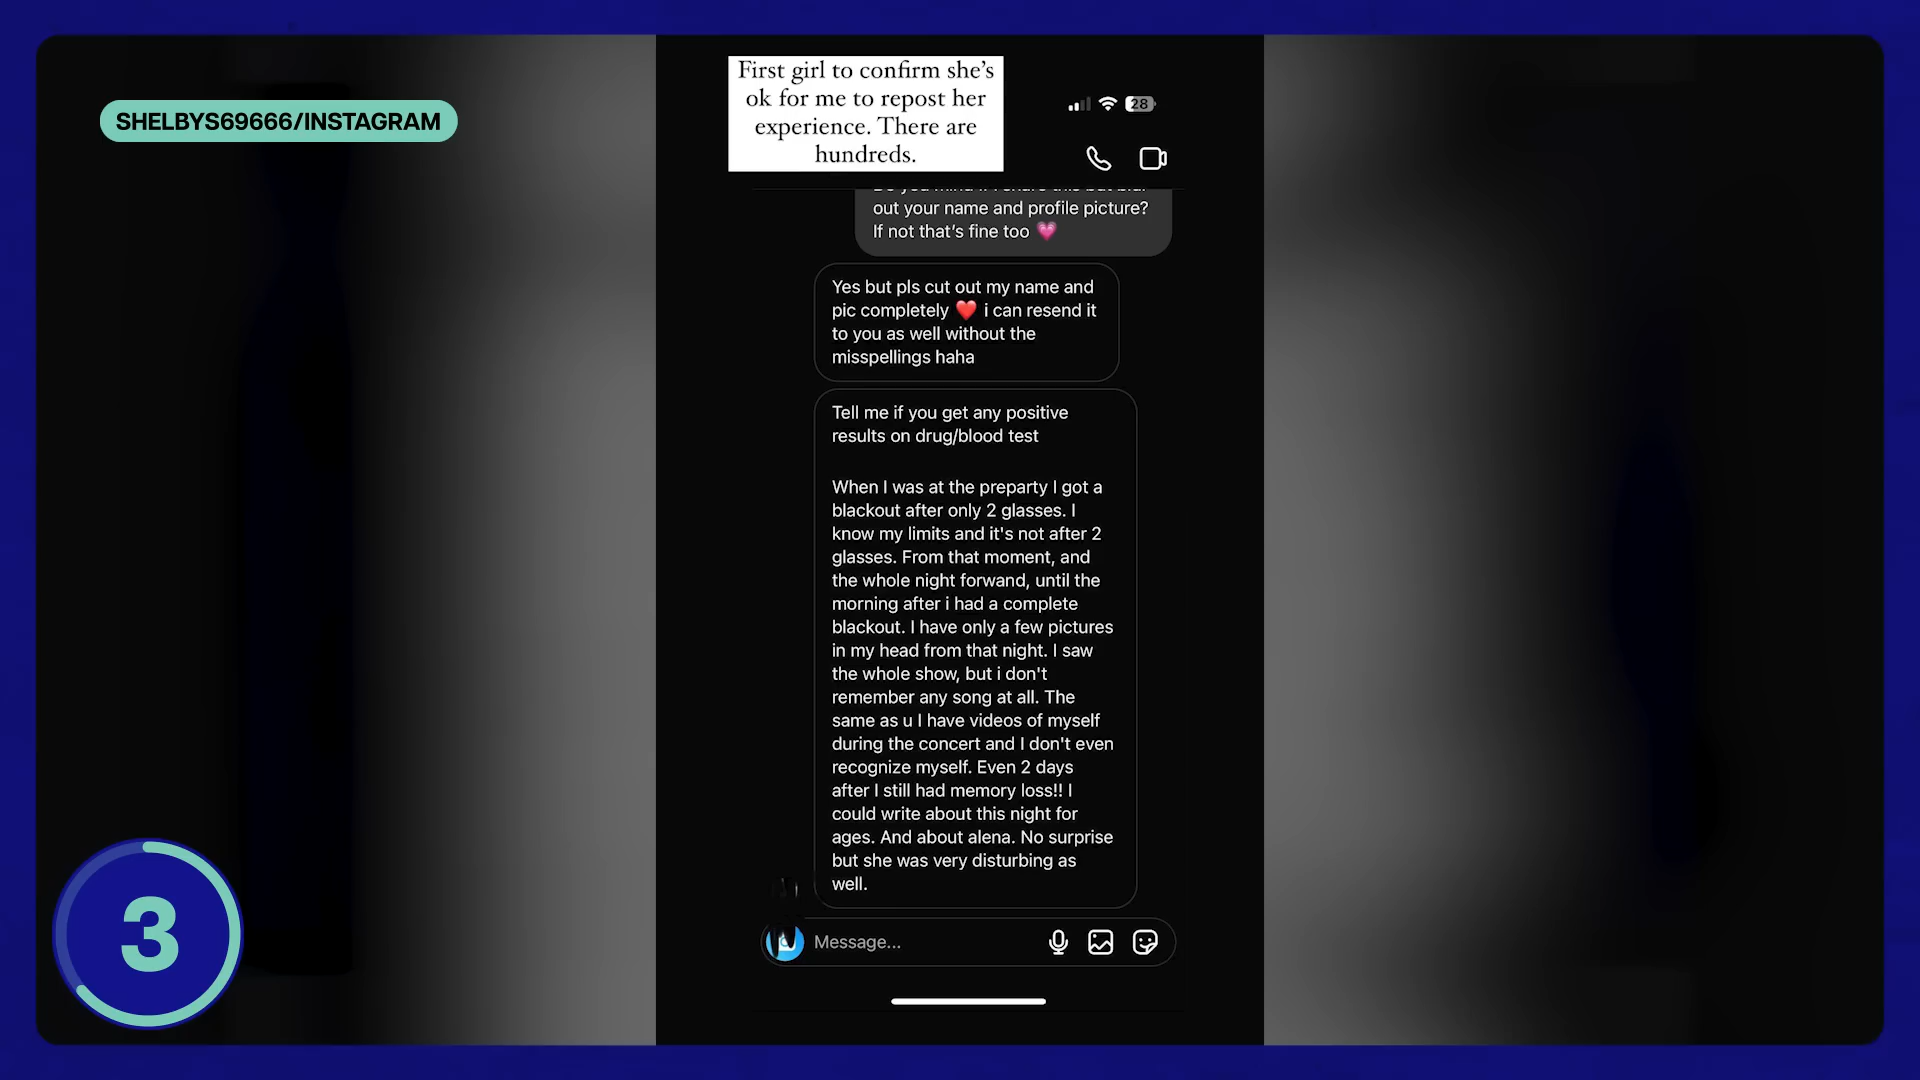 First girl to confirm she's
ok for me to repost her
experience. There are
hundreds.
SHELBYS69666/INSTAGRAM
28
out your name and profile picture?
If not that's fine too 💗
Yes but pls cut out my name and
pic completely ❤️ i can resend it
to you as well without the
misspellings haha
Tell me if you get any positive
results on drug/blood test
When I was at the preparty I got a
blackout after only 2 glasses. I
know my limits and it's not after 2
glasses. From that moment, and
the whole night forwand, until the
morning after i had a complete
blackout. I have only a few pictures
in my head from that night. I saw
the whole show, but i don't
remember any song at all. The
same as u I have videos of myself
during the concert and I don't even
recognize myself. Even 2 days
after I still had memory loss!! I
could write about this night for
ages. And about alena. No surprise
but she was very disturbing as
well.
Message...
3